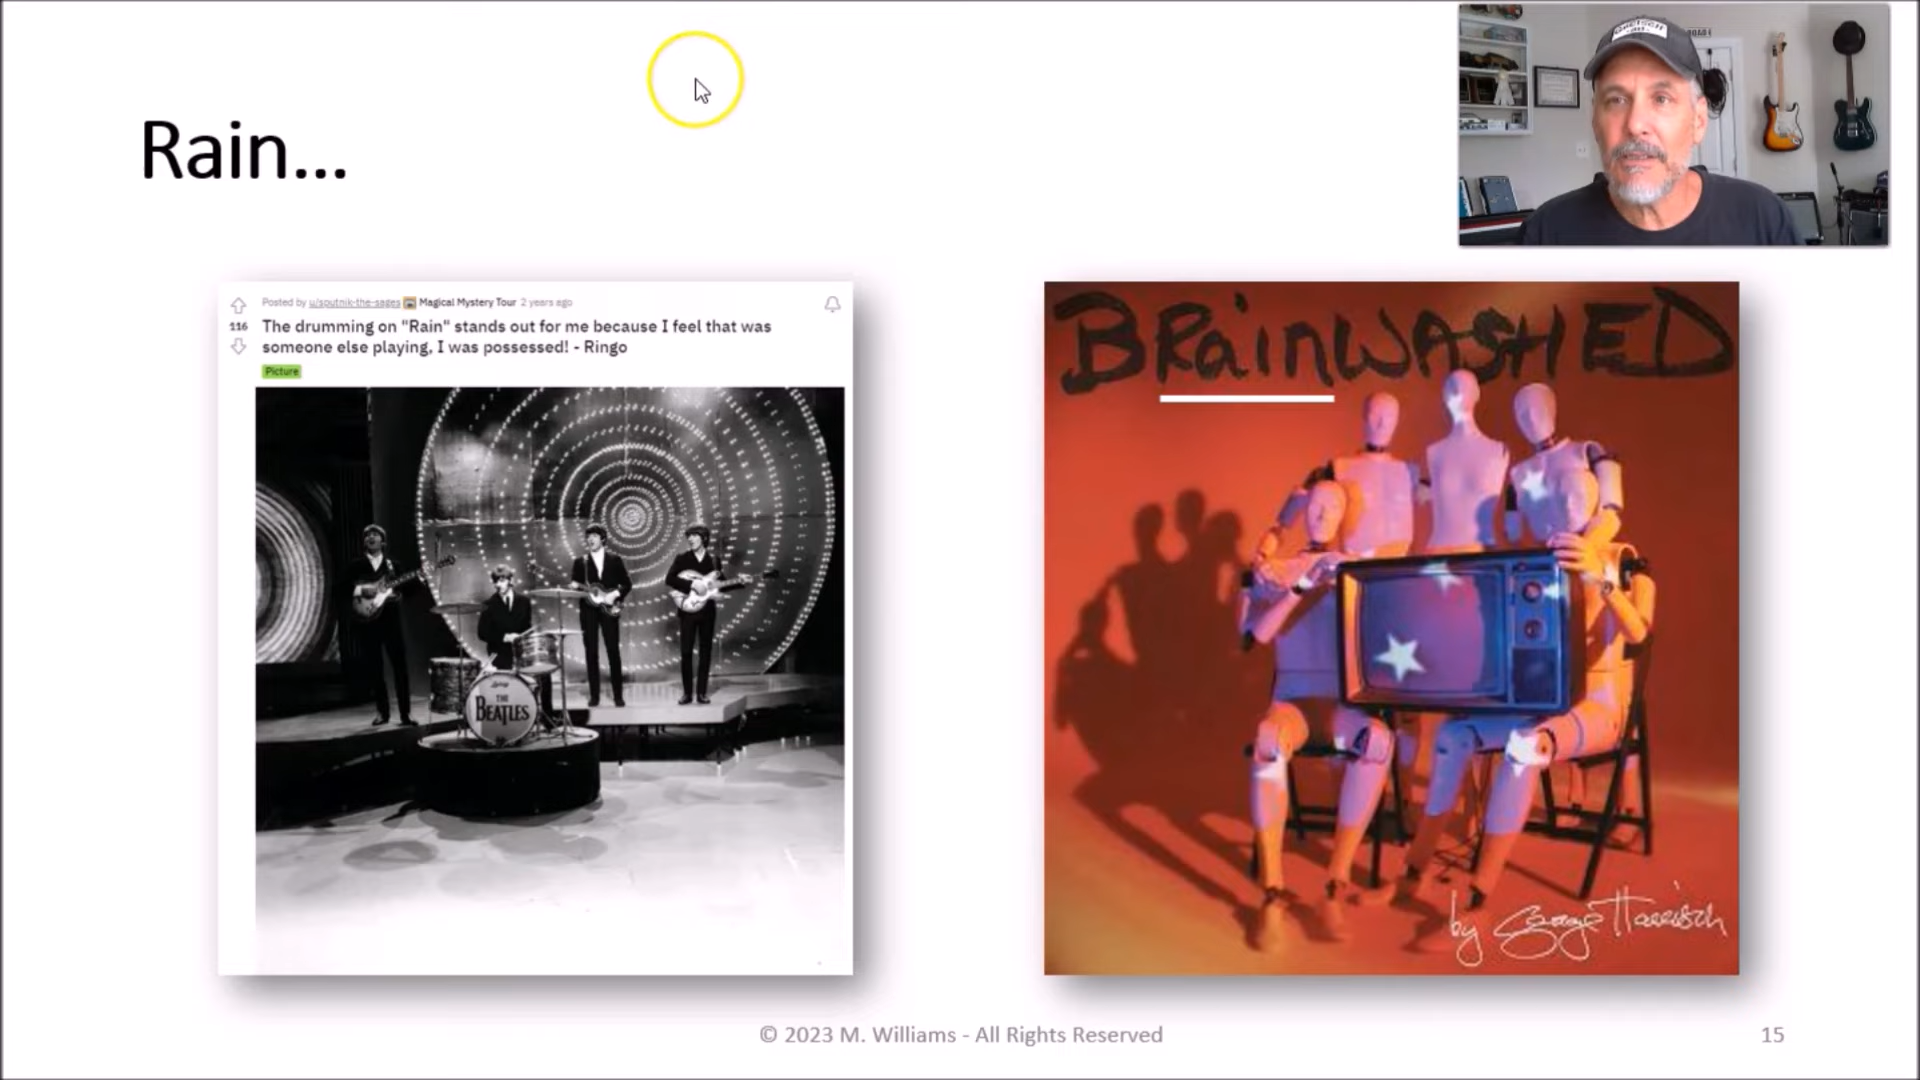 Rain...
Posted by u/sputnik-the-sages Magical Mystery Tour 2 years ago
116
The drumming on "Rain" stands out for me because I feel that was
someone else playing, I was possessed! - Ringo
Picture
THE
BEATLES
BRainWASHED
by George Harrison
© 2023 M. Williams - All Rights Reserved
15